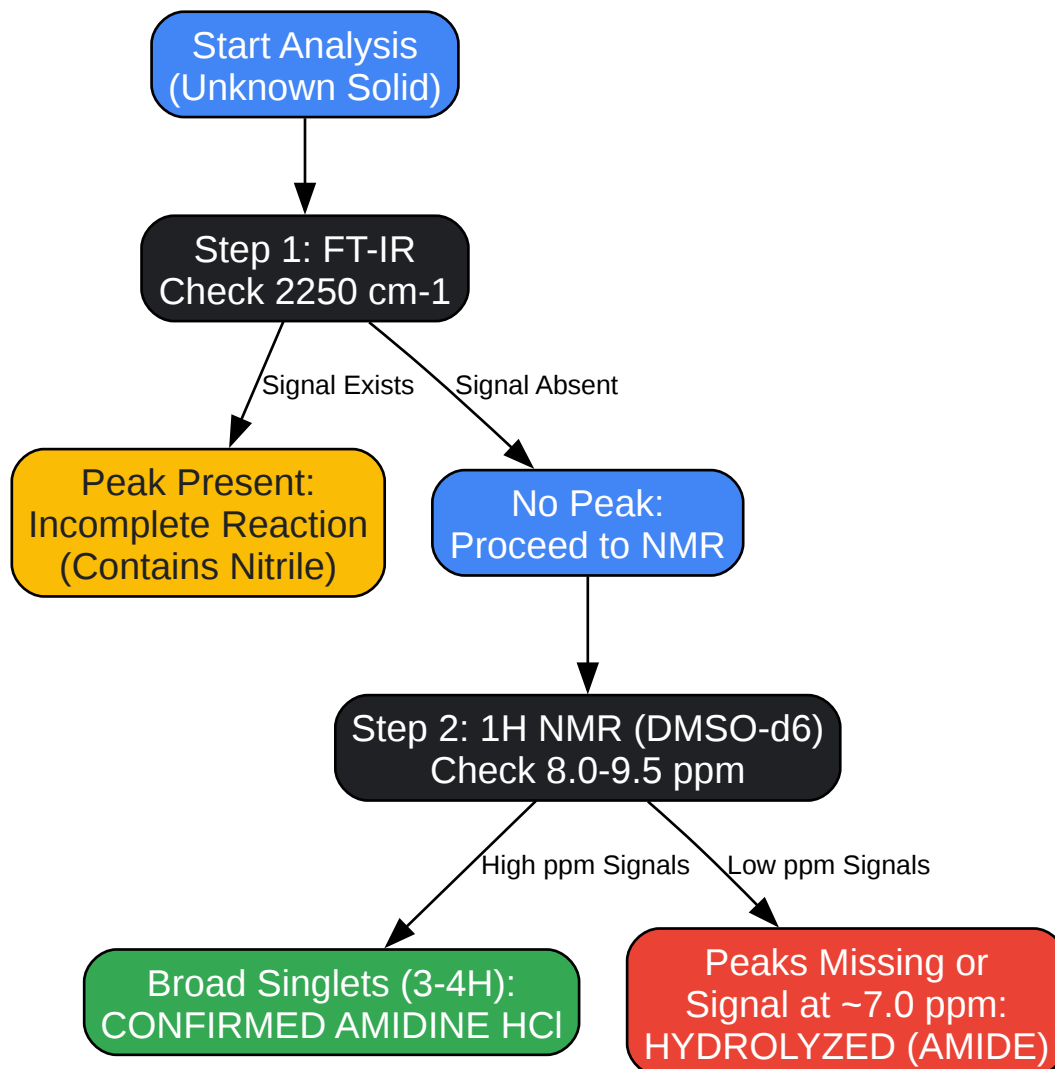 Start Analysis
(Unknown Solid)
Step 1: FT-IR
Check 2250 cm-1
Signal Exists
Signal Absent
Peak Present:
Incomplete Reaction
(Contains Nitrile)
No Peak:
Proceed to NMR
Step 2: 1H NMR (DMSO-d6)
Check 8.0-9.5 ppm
High ppm Signals
Low ppm Signals
Broad Singlets (3-4H):
CONFIRMED AMIDINE HCl
Peaks Missing or
Signal at ~7.0 ppm:
HYDROLYZED (AMIDE)